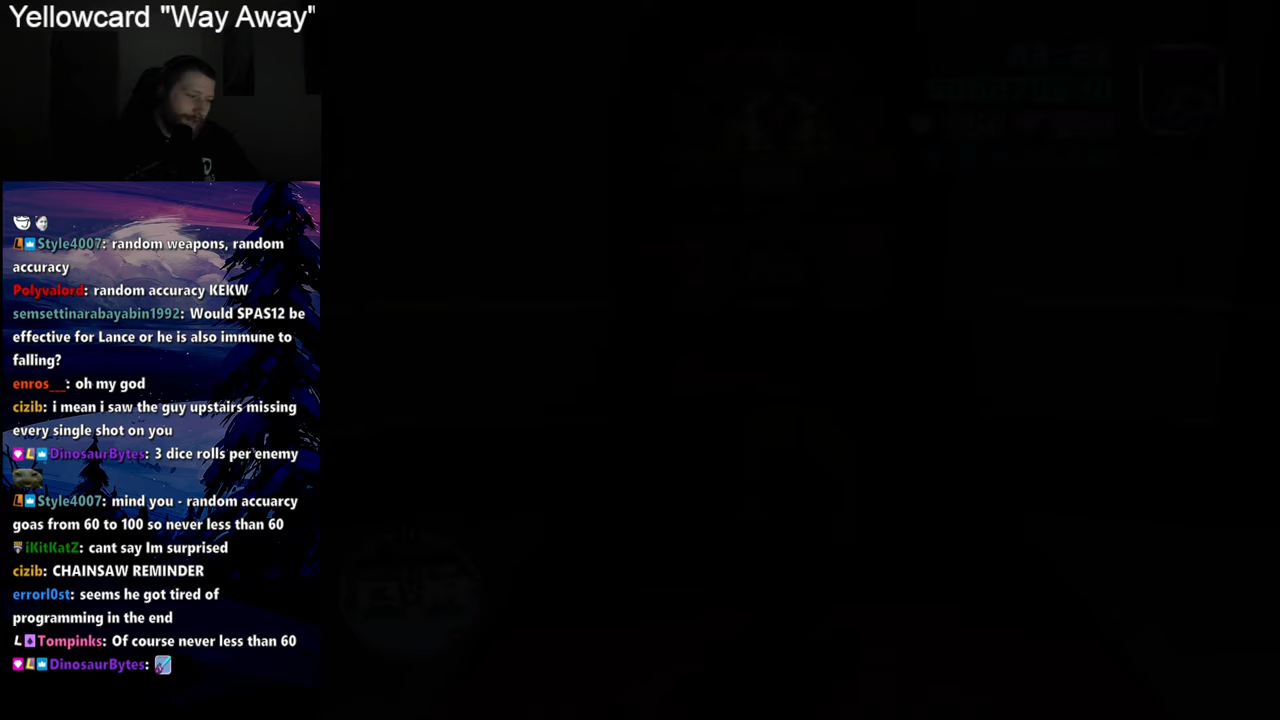 Yellowcard "Way Away"
Style4007: random weapons, random
accuracy
Polyvalord: random accuracy KEKW
semsettinarabayabin1992: Would SPAS12 be
effective for Lance or he is also immune to
falling?
enros__: oh my god
cizib: i mean i saw the guy upstairs missing
every single shot on you
DinosaurBytes: 3 dice rolls per enemy
Style4007: mind you - random accuarcy
goas from 60 to 100 so never less than 60
iKitKatZ: cant say Im surprised
cizib: CHAINSAW REMINDER
errorl0st: seems he got tired of
programming in the end
Tompinks: Of course never less than 60
DinosaurBytes: